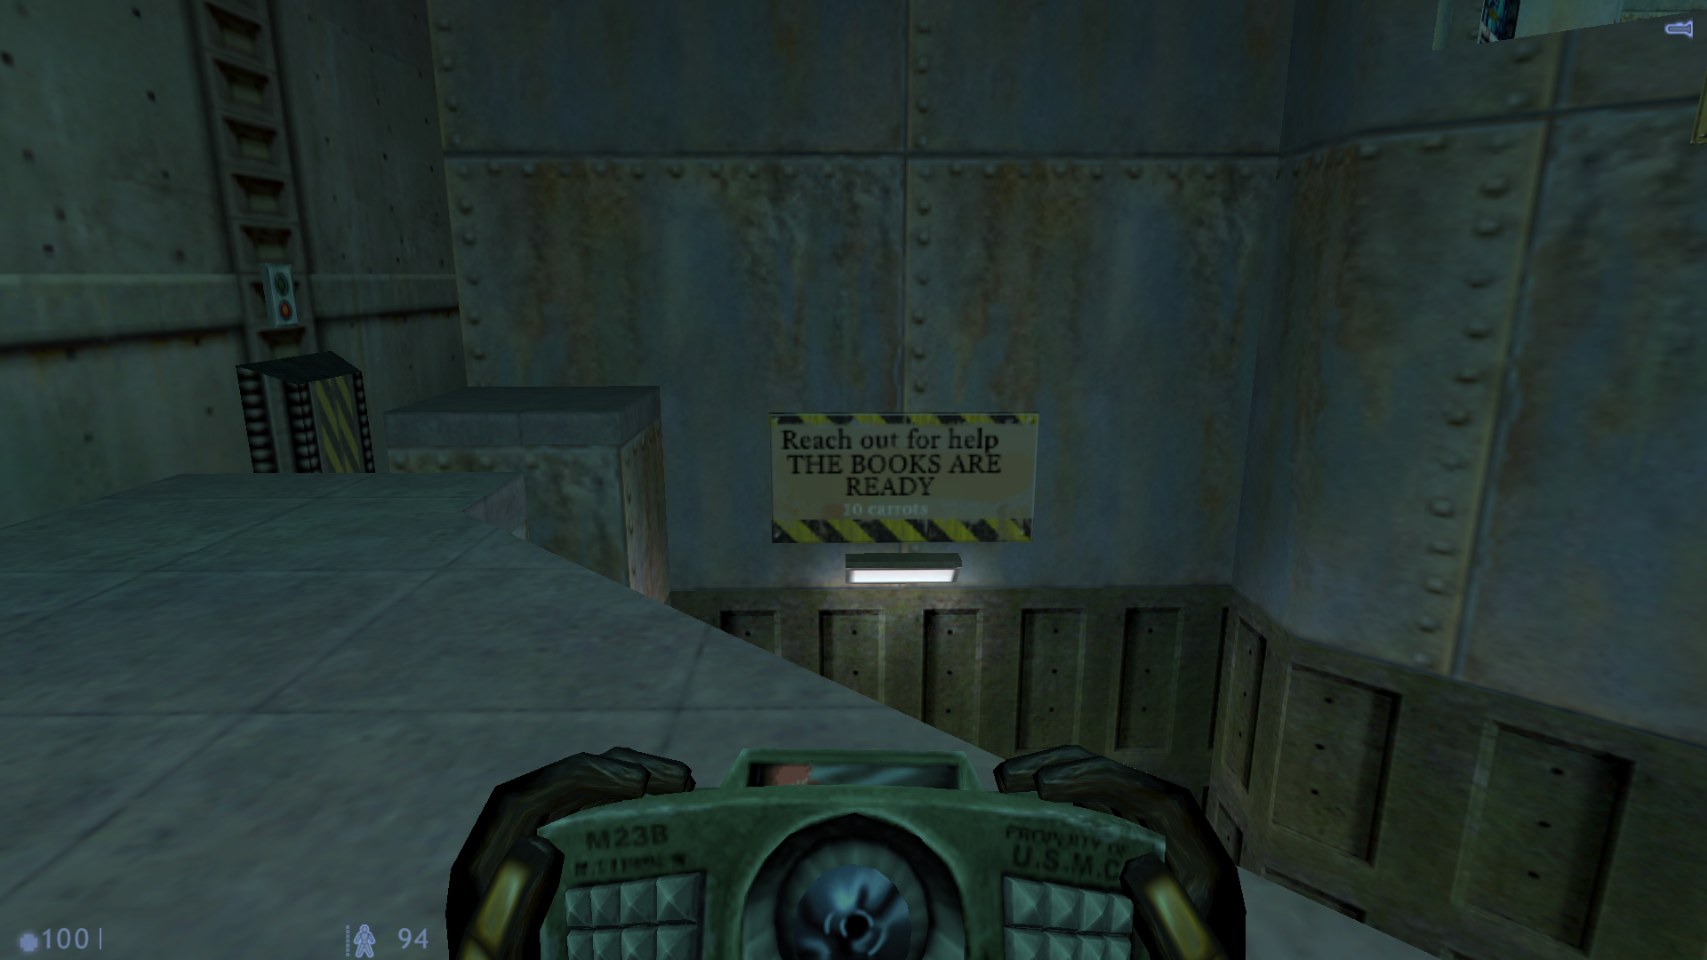 Reach out for help
THE BOOKS ARE
READY
10 carrots
M23B
PROPERTY OF
U.S.M.C
100
94